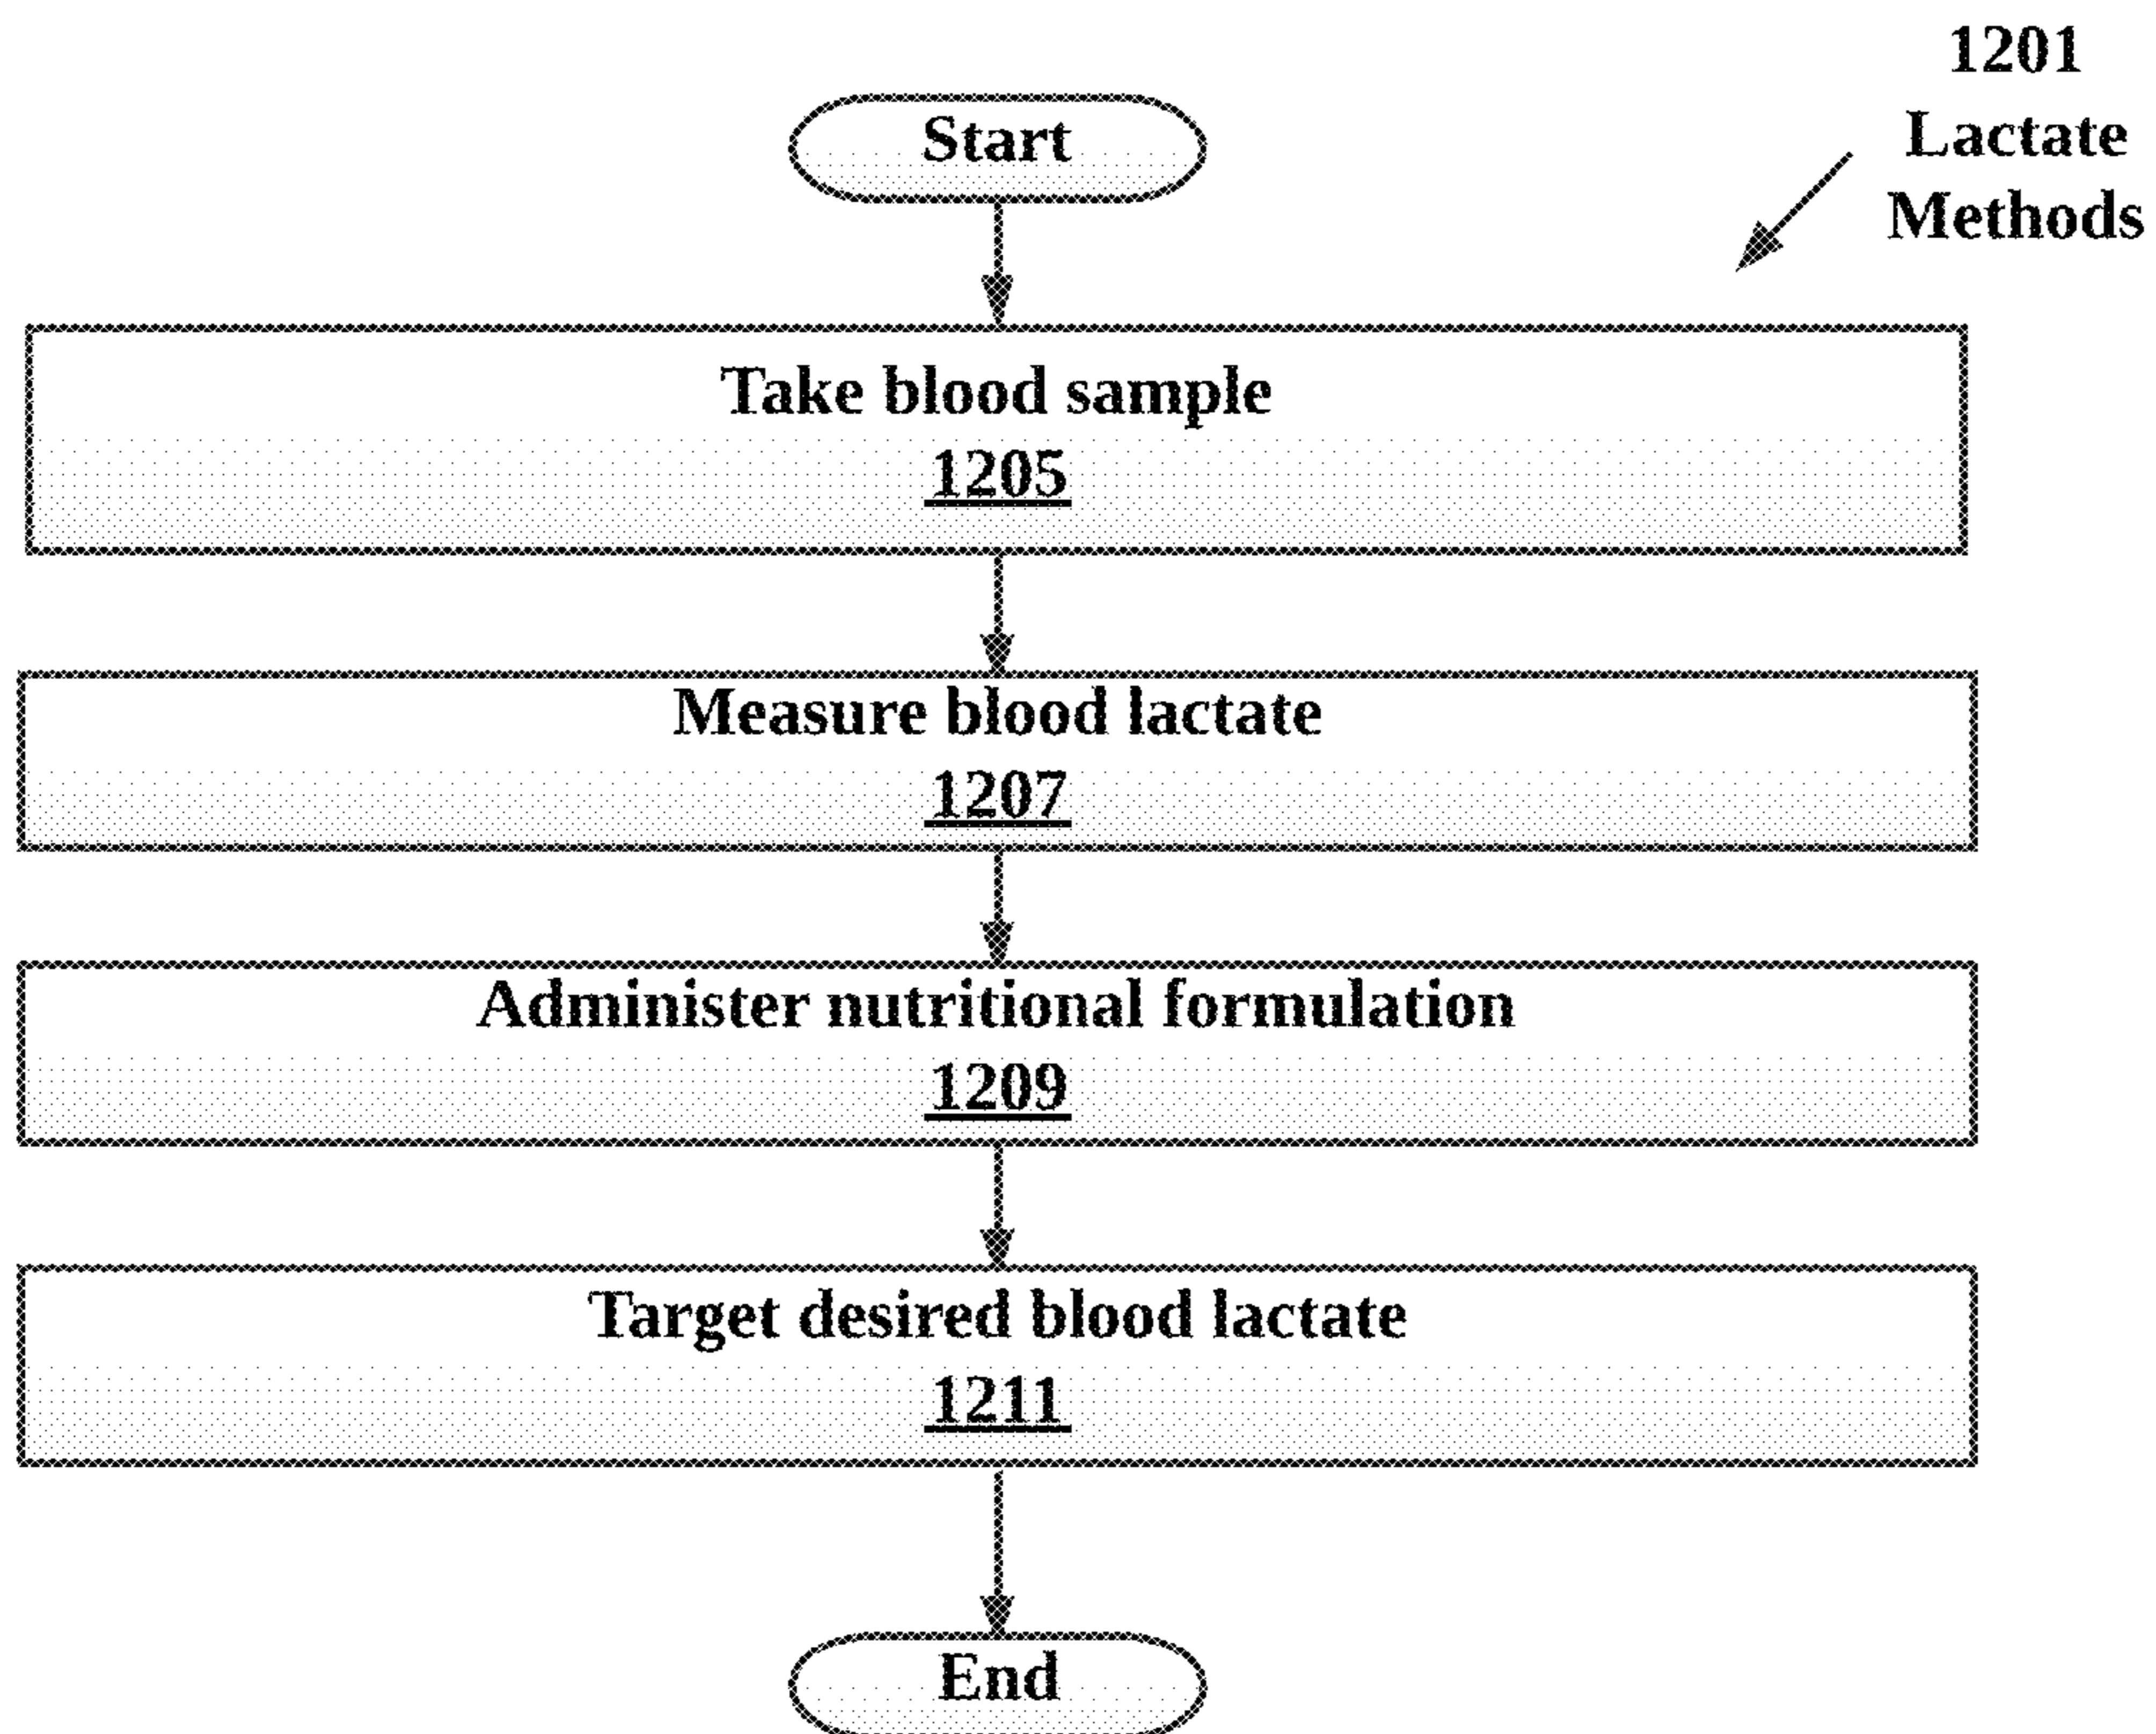 1201
Lactate
Methods
Start
Take blood sample
1205
Measure blood lactate
1207
Administer nutritional formulation
1209
Target desired blood lactate
1211
End